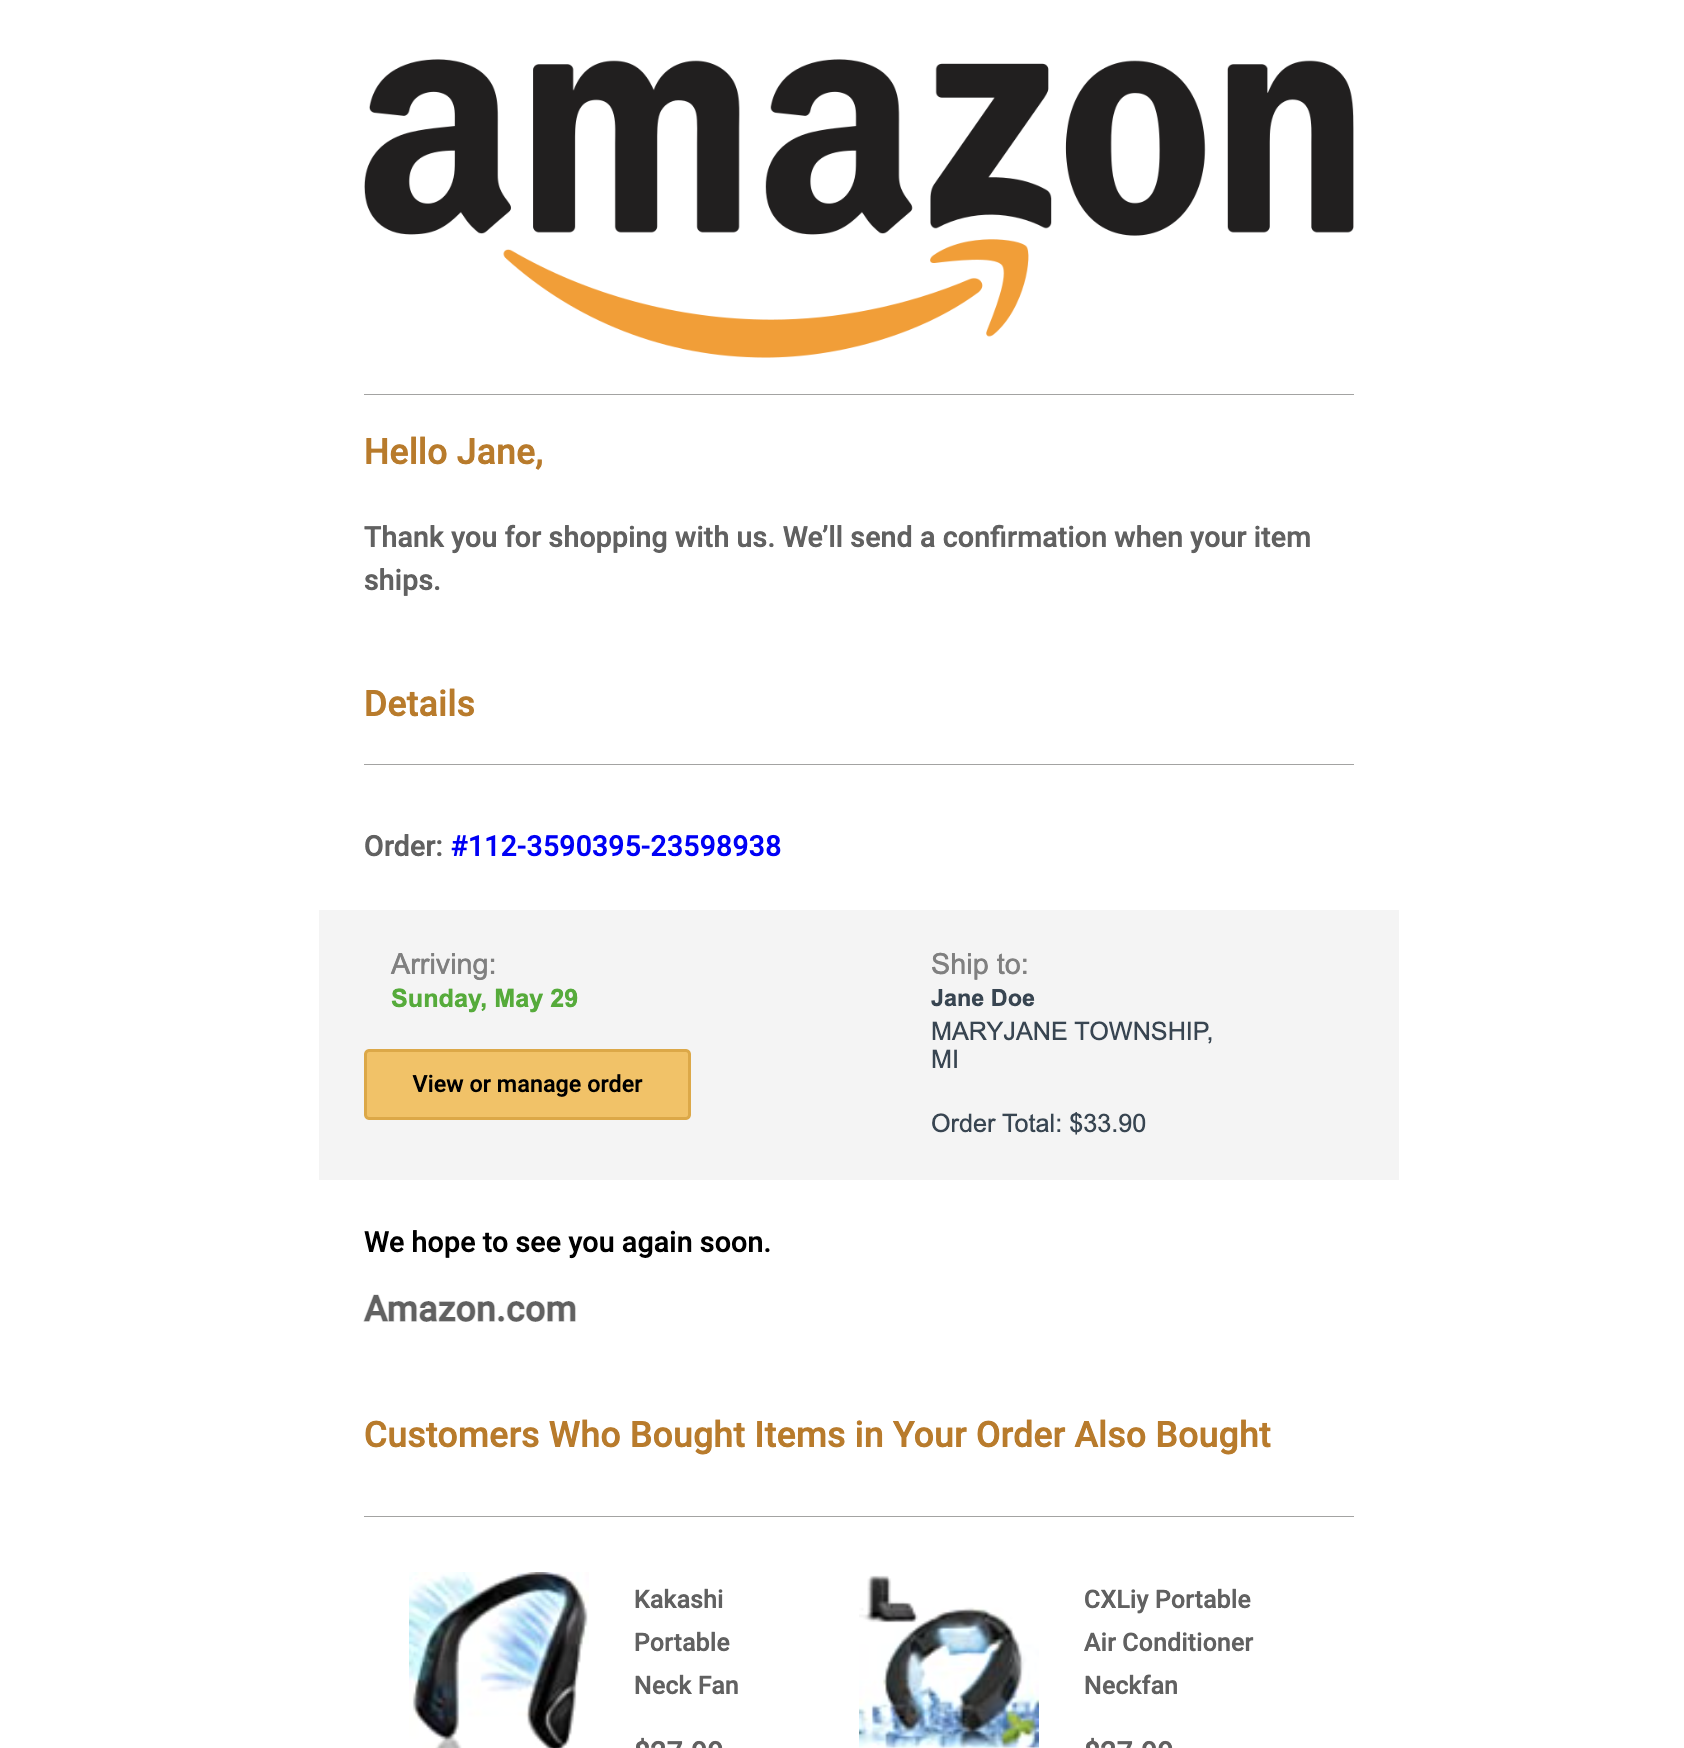 amazon
Hello Jane,
Thank you for shopping with us. We’ll send a confirmation when your item
ships.
Details
Order: #112-3590395-23598938
Arriving:
Sunday, May 29
View or manage order
Ship to:
Jane Doe
MARYJANE TOWNSHIP,
MI
Order Total: $33.90
We hope to see you again soon.
Amazon.com
Customers Who Bought Items in Your Order Also Bought
Kakashi
Portable
Neck Fan
CXLiy Portable
Air Conditioner
Neckfan